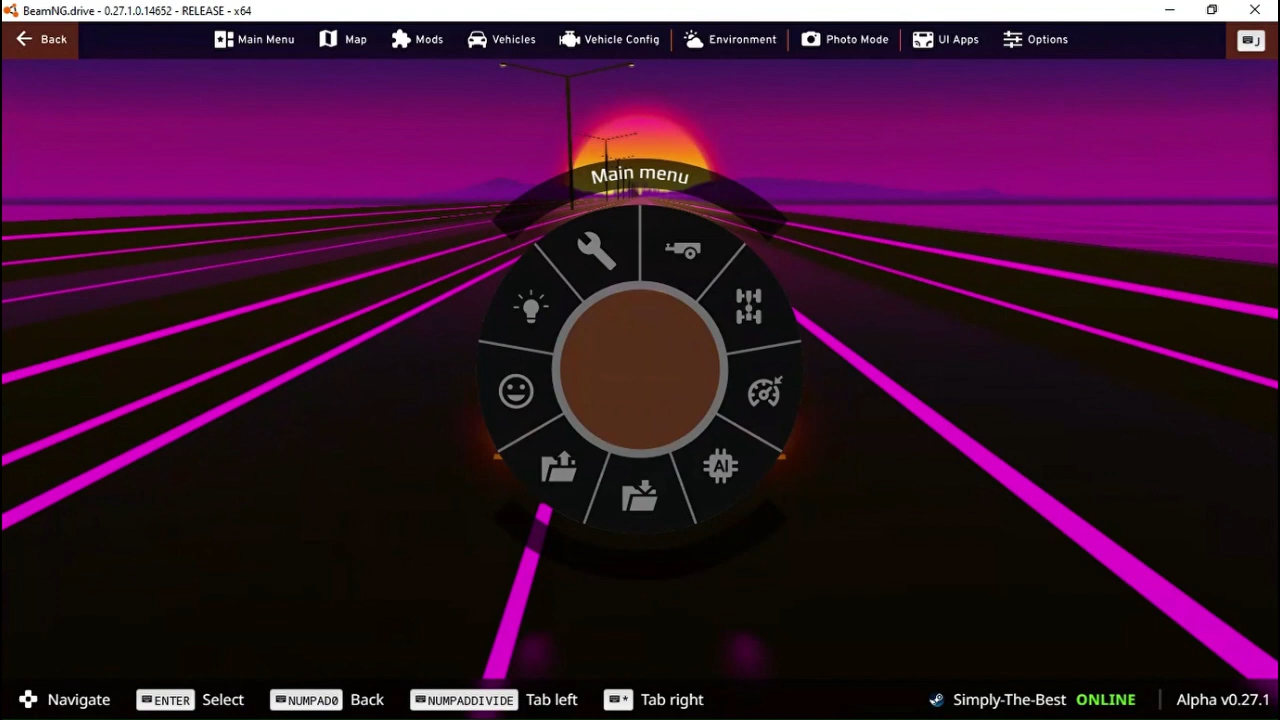 BeamNG.drive - 0.27.1.0.14652 - RELEASE - x64
Back Main Menu Map Mods Vehicles Vehicle Config Environment Photo Mode UI Apps Options J
Main menu
AI
Navigate ENTER Select NUMPAD0 Back NUMPADDIVIDE Tab left * Tab right Simply-The-Best ONLINE Alpha v0.27.1